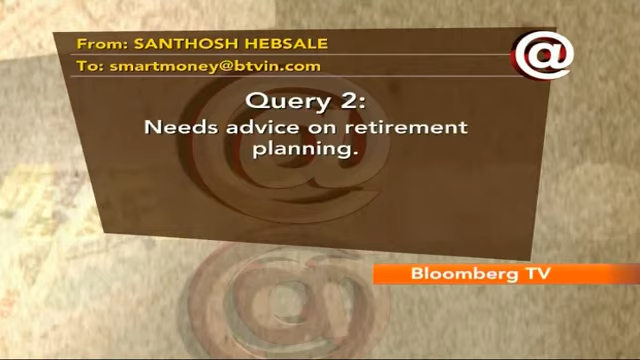 From: SANTHOSH HEBSALE
To: smartmoney@btvin.com
@
Query 2:
Needs advice on retirement
planning.
Bloomberg TV